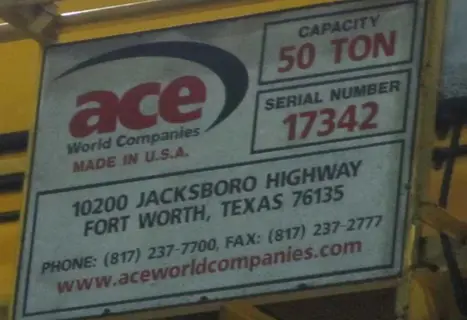 ace
World Companies
MADE IN U.S.A.
CAPACITY
50 TON
SERIAL NUMBER
17342
10200 JACKSBORO HIGHWAY
FORT WORTH, TEXAS 76135
PHONE: (817) 237-7700, FAX: (817) 237-2777
www.aceworldcompanies.com